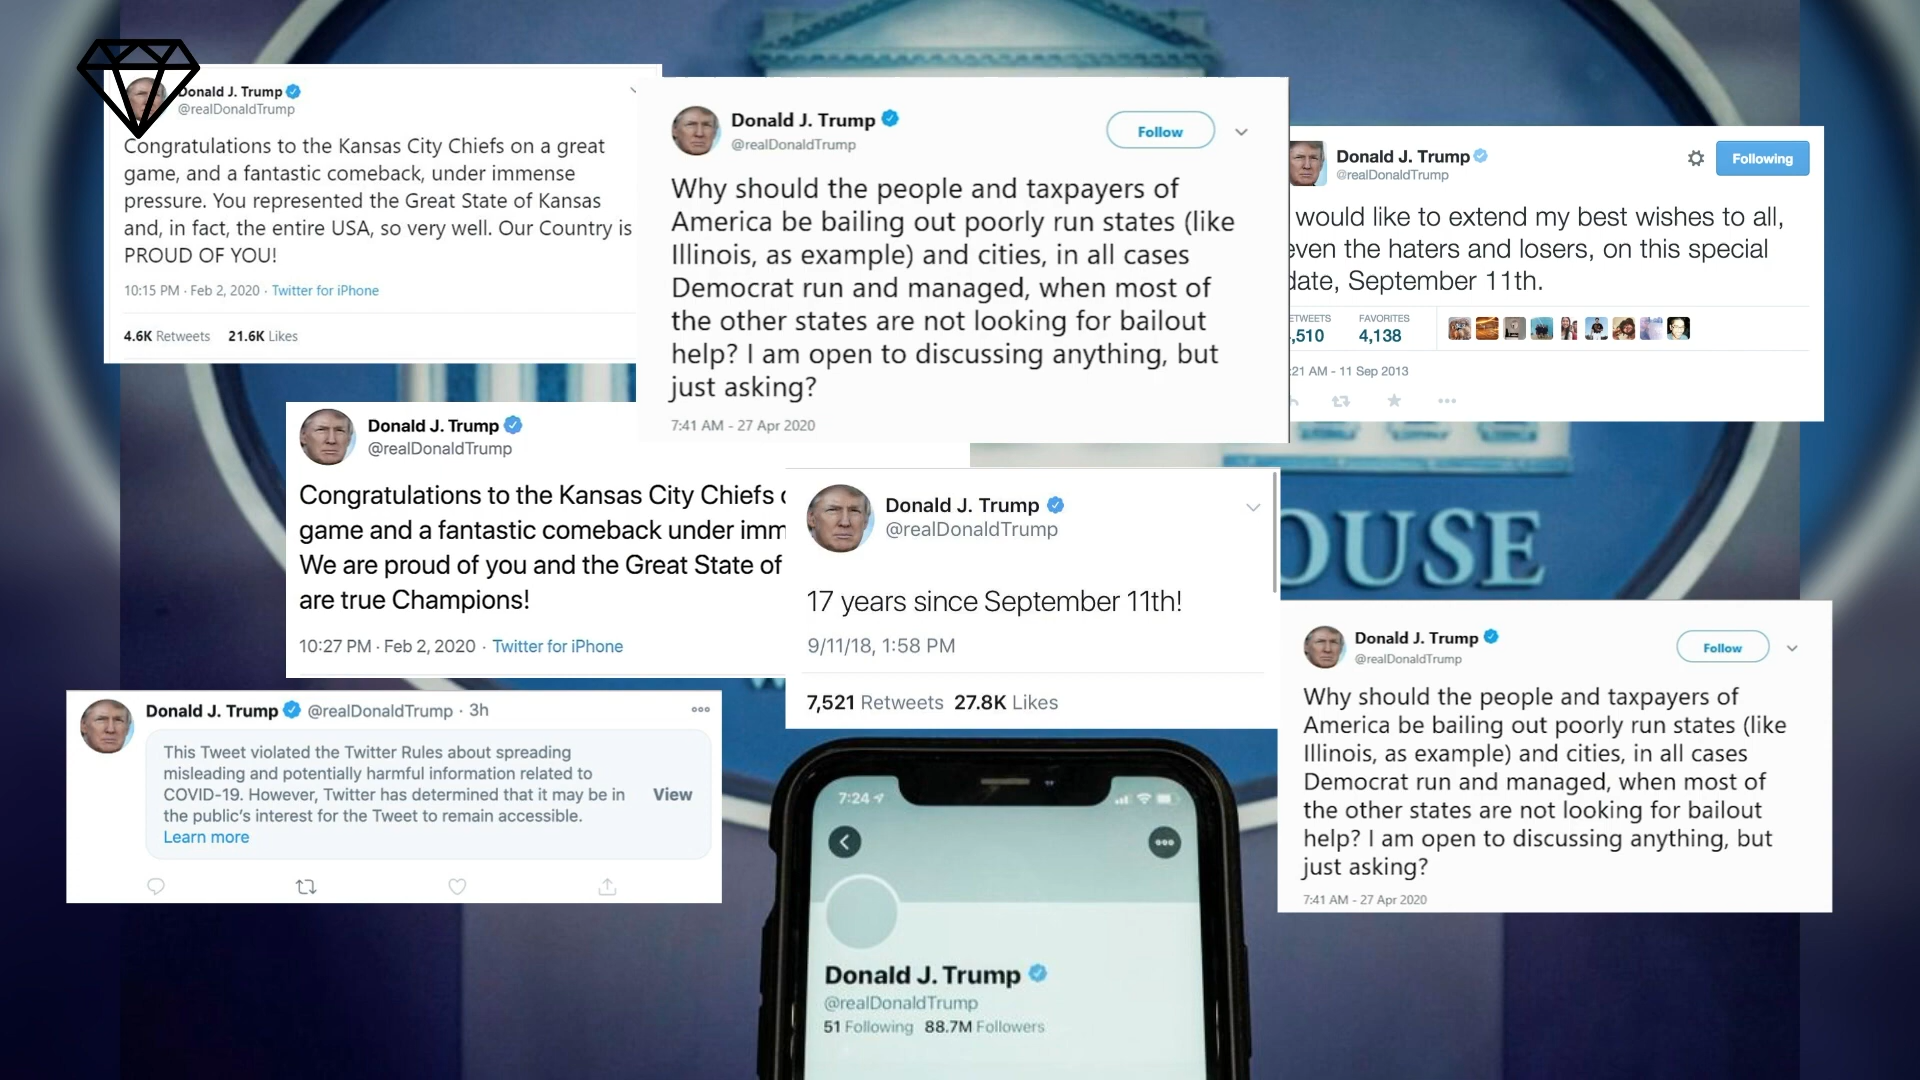 Donald J. Trump
@realDonaldTrump
Congratulations to the Kansas City Chiefs on a great
game, and a fantastic comeback, under immense
pressure. You represented the Great State of Kansas
and, in fact, the entire USA, so very well. Our Country is
PROUD OF YOU!
10:15 PM · Feb 2, 2020 · Twitter for iPhone
4.6K Retweets 21.6K Likes
Donald J. Trump
@realDonaldTrump
Follow
Why should the people and taxpayers of
America be bailing out poorly run states (like
Illinois, as example) and cities, in all cases
Democrat run and managed, when most of
the other states are not looking for bailout
help? I am open to discussing anything, but
just asking?
7:41 AM - 27 Apr 2020
Donald J. Trump
@realDonaldTrump
Following
would like to extend my best wishes to all,
even the haters and losers, on this special
date, September 11th.
ETWEETS FAVORITES
,510 4,138
:21 AM - 11 Sep 2013
Donald J. Trump
@realDonaldTrump
Congratulations to the Kansas City Chiefs
game and a fantastic comeback under imm
We are proud of you and the Great State of
are true Champions!
10:27 PM · Feb 2, 2020 · Twitter for iPhone
Donald J. Trump
@realDonaldTrump
17 years since September 11th!
9/11/18, 1:58 PM
7,521 Retweets 27.8K Likes
OUSE
Donald J. Trump
@realDonaldTrump
Follow
Why should the people and taxpayers of
America be bailing out poorly run states (like
Illinois, as example) and cities, in all cases
Democrat run and managed, when most of
the other states are not looking for bailout
help? I am open to discussing anything, but
just asking?
7:41 AM - 27 Apr 2020
Donald J. Trump @realDonaldTrump · 3h
This Tweet violated the Twitter Rules about spreading
misleading and potentially harmful information related to
COVID-19. However, Twitter has determined that it may be in
the public's interest for the Tweet to remain accessible.
Learn more
View
7:24
Donald J. Trump
@realDonaldTrump
51 Following 88.7M Followers